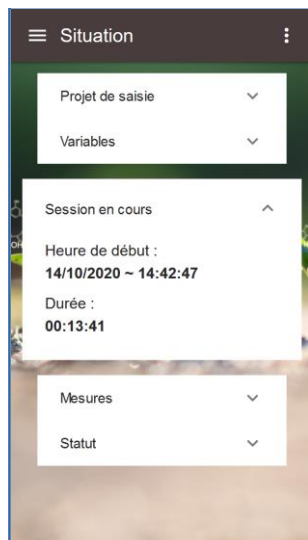 Situation
Projet de saisie
Variables
Session en cours
Heure de début :
14/10/2020 ~ 14:42:47
Durée :
00:13:41
Mesures
Statut